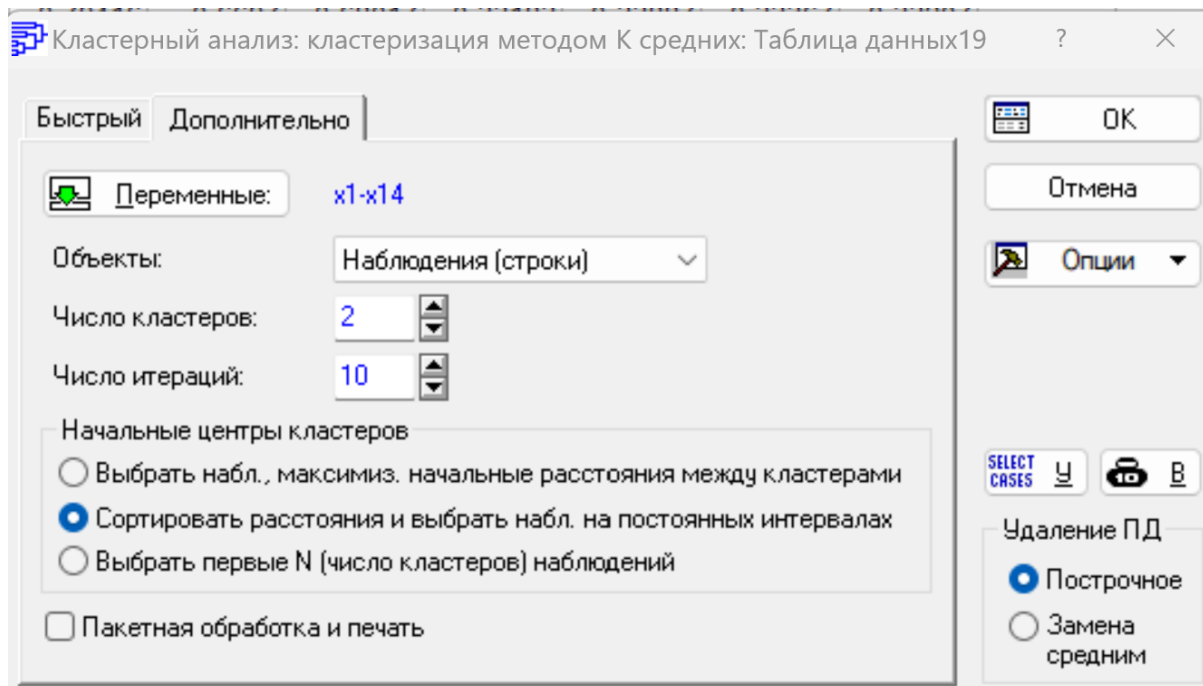 Кластерный анализ: кластеризация методом К средних: Таблица данных19 ?
Быстрый Дополнительно
OK
Переменные: x1-x14
Отмена
Объекты: Наблюдения (строки)
Опции
Число кластеров: 2
Число итераций: 10
Начальные центры кластеров
Выбрать набл., максимиз. начальные расстояния между кластерами
SELECT CASES У В
Сортировать расстояния и выбрать набл. на постоянных интервалах
Выбрать первые N (число кластеров) наблюдений
Удаление ПД
Построчное
Замена
средним
Пакетная обработка и печать